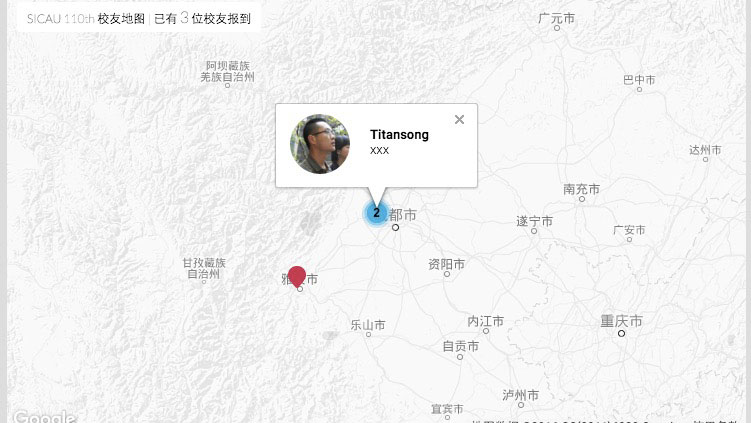 SICAU 110th 校友地图 | 已有 3 位校友报到
广元市
阿坝藏族
羌族自治州
巴中市
Titansong
xxx
达州市
南充市
2
都市
遂宁市
广安市
甘孜藏族
自治州
资阳市
雅
市
乐山市
内江市
重庆市
自贡市
泸州市
宜宾市
Google